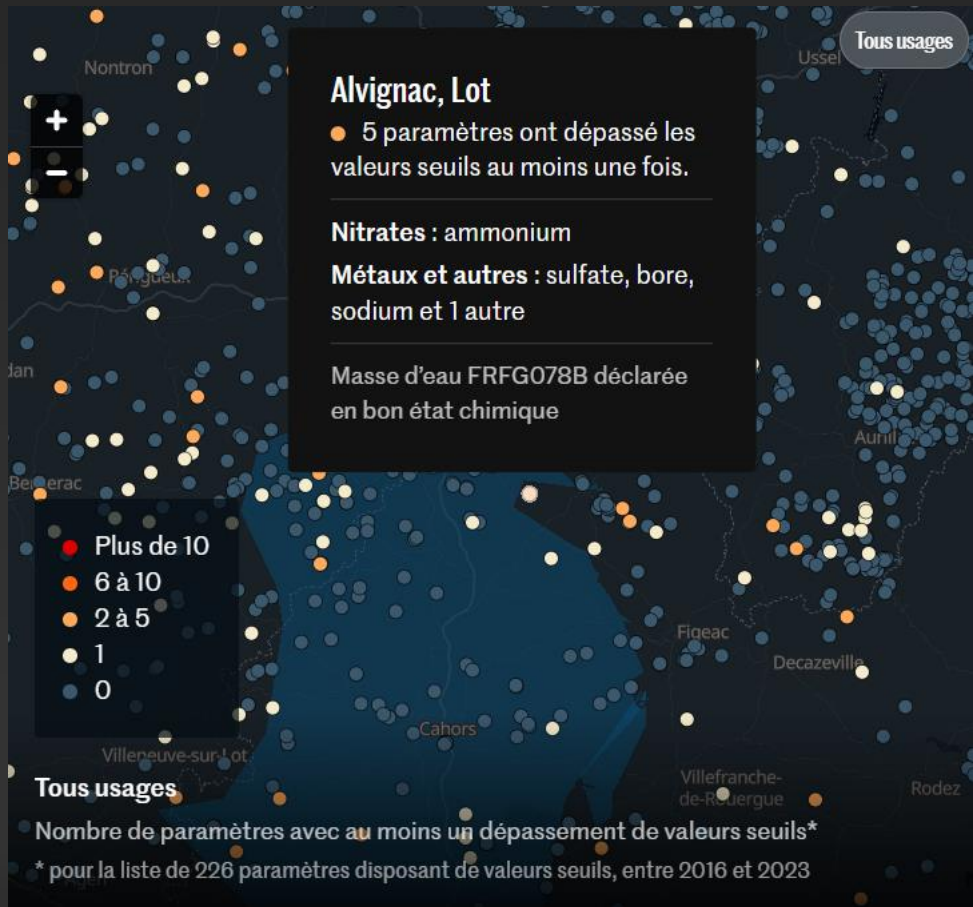 Tous usages
Ussel
Nontron
+
−
Alvignac, Lot
5 paramètres ont dépassé les
valeurs seuils au moins une fois.
Nitrates : ammonium
Métaux et autres : sulfate, bore,
sodium et 1 autre
Masse d’eau FRFG078B déclarée
en bon état chimique
Périgueux
Bergerac
Plus de 10
6 à 10
2 à 5
1
0
Figeac
Decazeville
Cahors
Villeneuve-sur-Lot
Villefranche-
de-Rouergue
Rodez
Tous usages
Nombre de paramètres avec au moins un dépassement de valeurs seuils*
* pour la liste de 226 paramètres disposant de valeurs seuils, entre 2016 et 2023
Agen